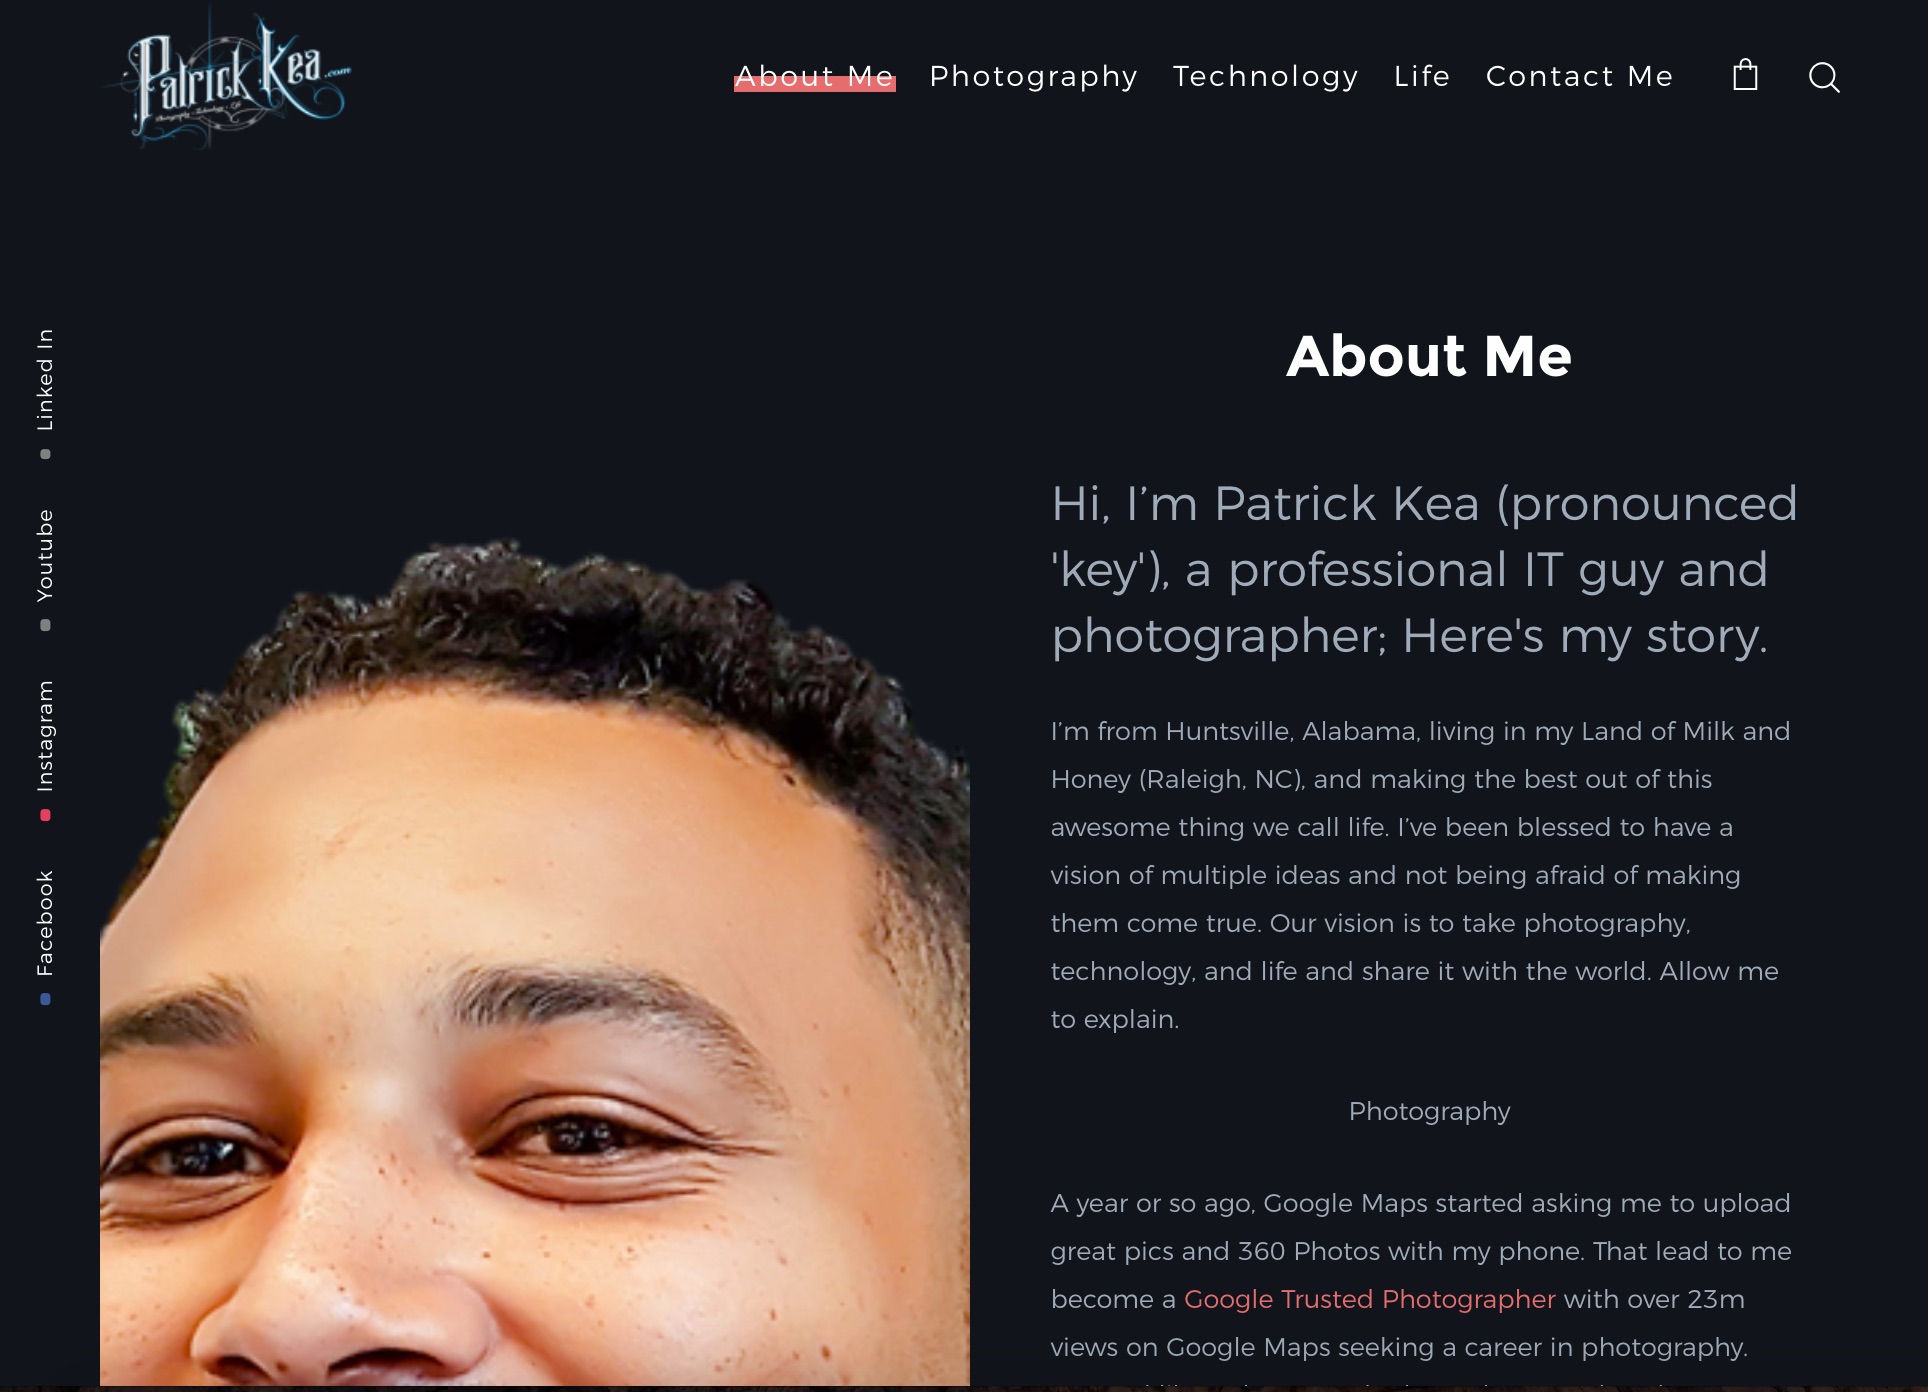 Patrick Kea.com
About Me Photography Technology Life Contact Me
Linked In
Youtube
Instagram
Facebook
About Me
Hi, I’m Patrick Kea (pronounced
'key'), a professional IT guy and
photographer; Here's my story.
I’m from Huntsville, Alabama, living in my Land of Milk and
Honey (Raleigh, NC), and making the best out of this
awesome thing we call life. I’ve been blessed to have a
vision of multiple ideas and not being afraid of making
them come true. Our vision is to take photography,
technology, and life and share it with the world. Allow me
to explain.
Photography
A year or so ago, Google Maps started asking me to upload
great pics and 360 Photos with my phone. That lead to me
become a Google Trusted Photographer with over 23m
views on Google Maps seeking a career in photography.